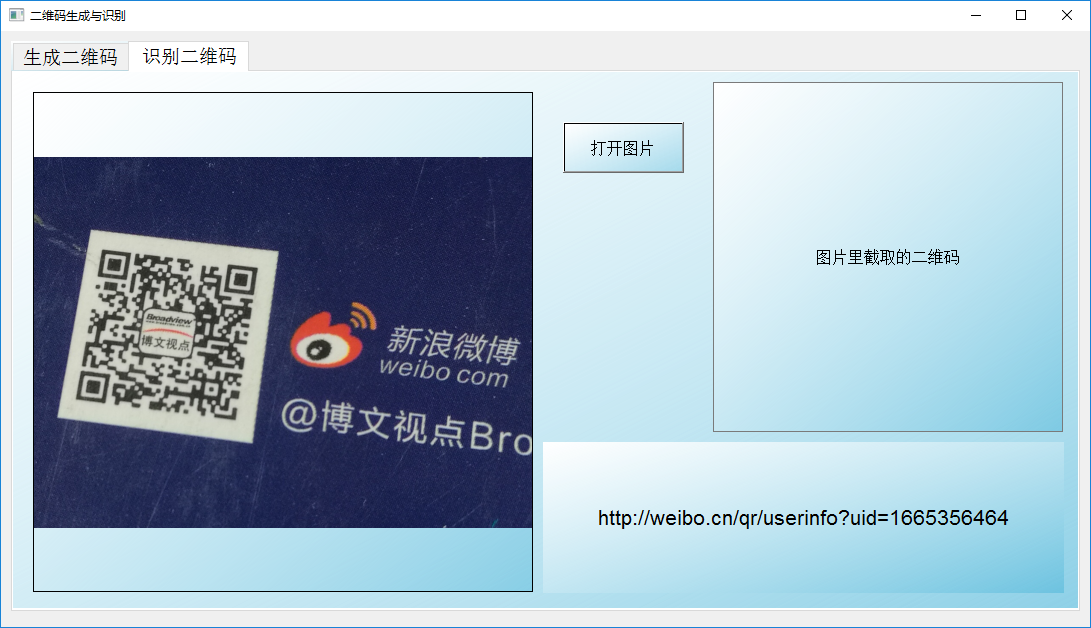 二维码生成与识别
生成二维码
识别二维码
打开图片
图片里截取的二维码
Broadview
博文视点
新浪微博
weibo com
@博文视点Bro
http://weibo.cn/qr/userinfo?uid=1665356464